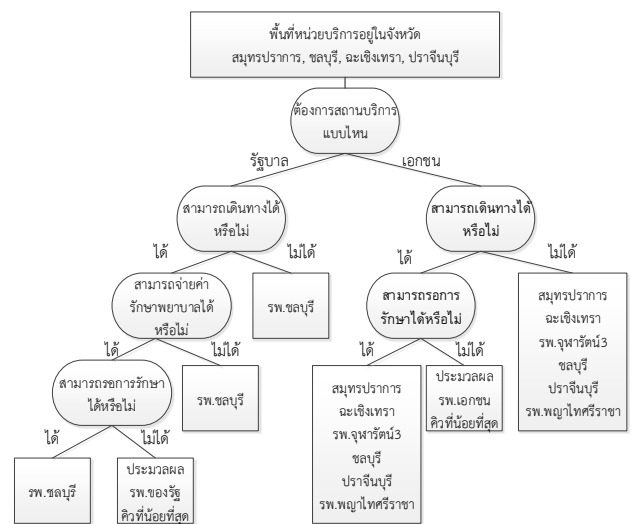 พื้นที่หน่วยบริการอยู่ในจังหวัด
สมุทรปราการ, ชลบุรี, ฉะเชิงเทรา, ปราจีนบุรี
ต้องการสถานบริการ
แบบไหน
รัฐบาล
เอกชน
สามารถเดินทางได้
หรือไม่
สามารถเดินทางได้
หรือไม่
ได้
ไม่ได้
ได้
ไม่ได้
สามารถจ่ายค่า
รักษาพยาบาลได้
หรือไม่
รพ.ชลบุรี
สามารถรอการ
รักษาได้หรือไม่
สมุทรปราการ
ฉะเชิงเทรา
รพ.จุฬารัตน์3
ชลบุรี
ปราจีนบุรี
รพ.พญาไทศรีราชา
ได้
ไม่ได้
ได้
ไม่ได้
สามารถรอการรักษา
ได้หรือไม่
รพ.ชลบุรี
สมุทรปราการ
ฉะเชิงเทรา
รพ.จุฬารัตน์3
ชลบุรี
ปราจีนบุรี
รพ.พญาไทศรีราชา
ประมวลผล
รพ.เอกชน
คิวที่น้อยที่สุด
ได้
ไม่ได้
รพ.ชลบุรี
ประมวลผล
รพ.ของรัฐ
คิวที่น้อยที่สุด